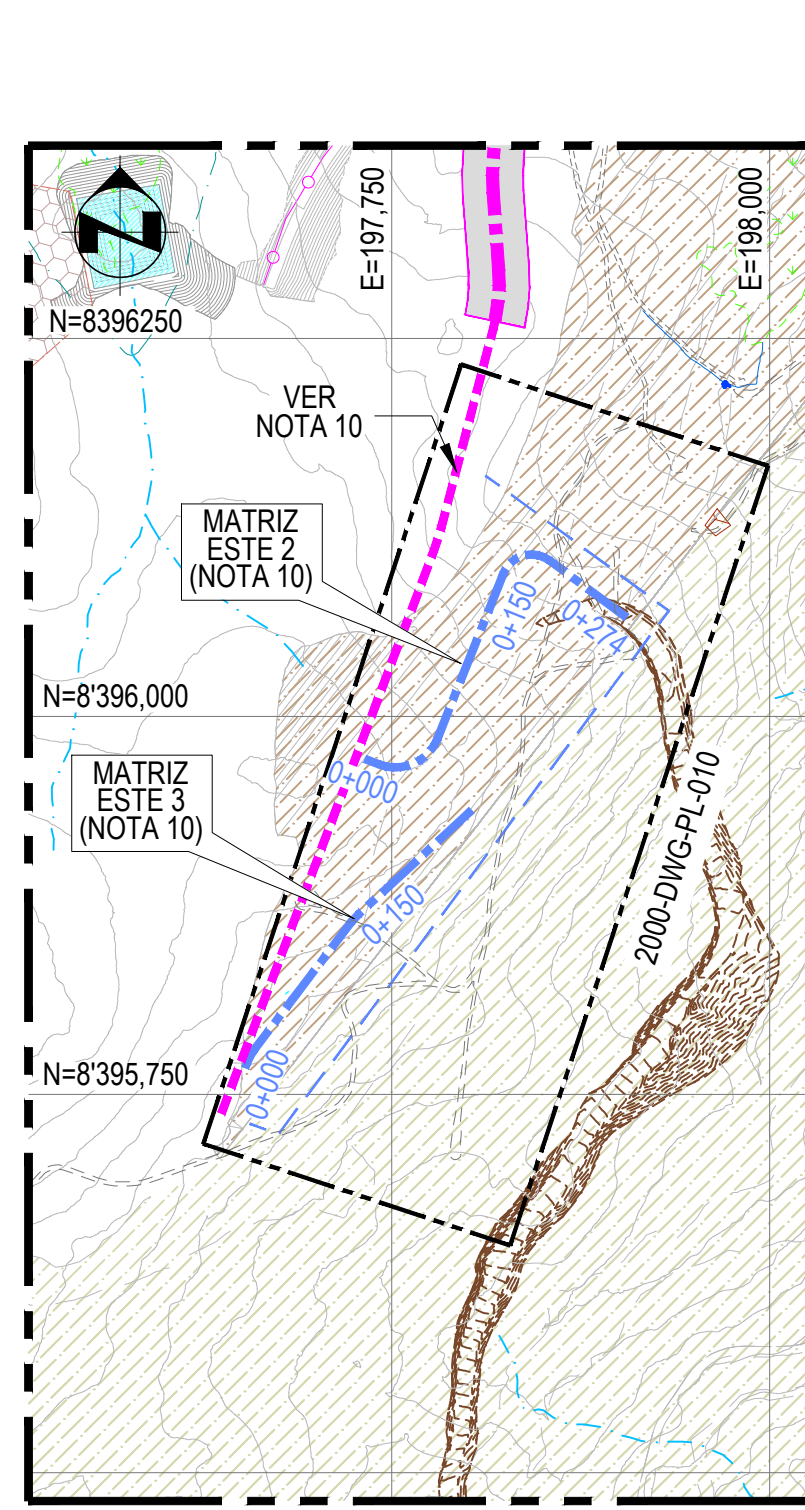 E=197,750
E=198,000
N
N=8396250
VER
NOTA 10
MATRIZ
ESTE 2
(NOTA 10)
0+150
0+274
N=8'396,000
0+000
MATRIZ
ESTE 3
(NOTA 10)
2000-DWG-PL-010
0+150
N=8'395,750
0+000